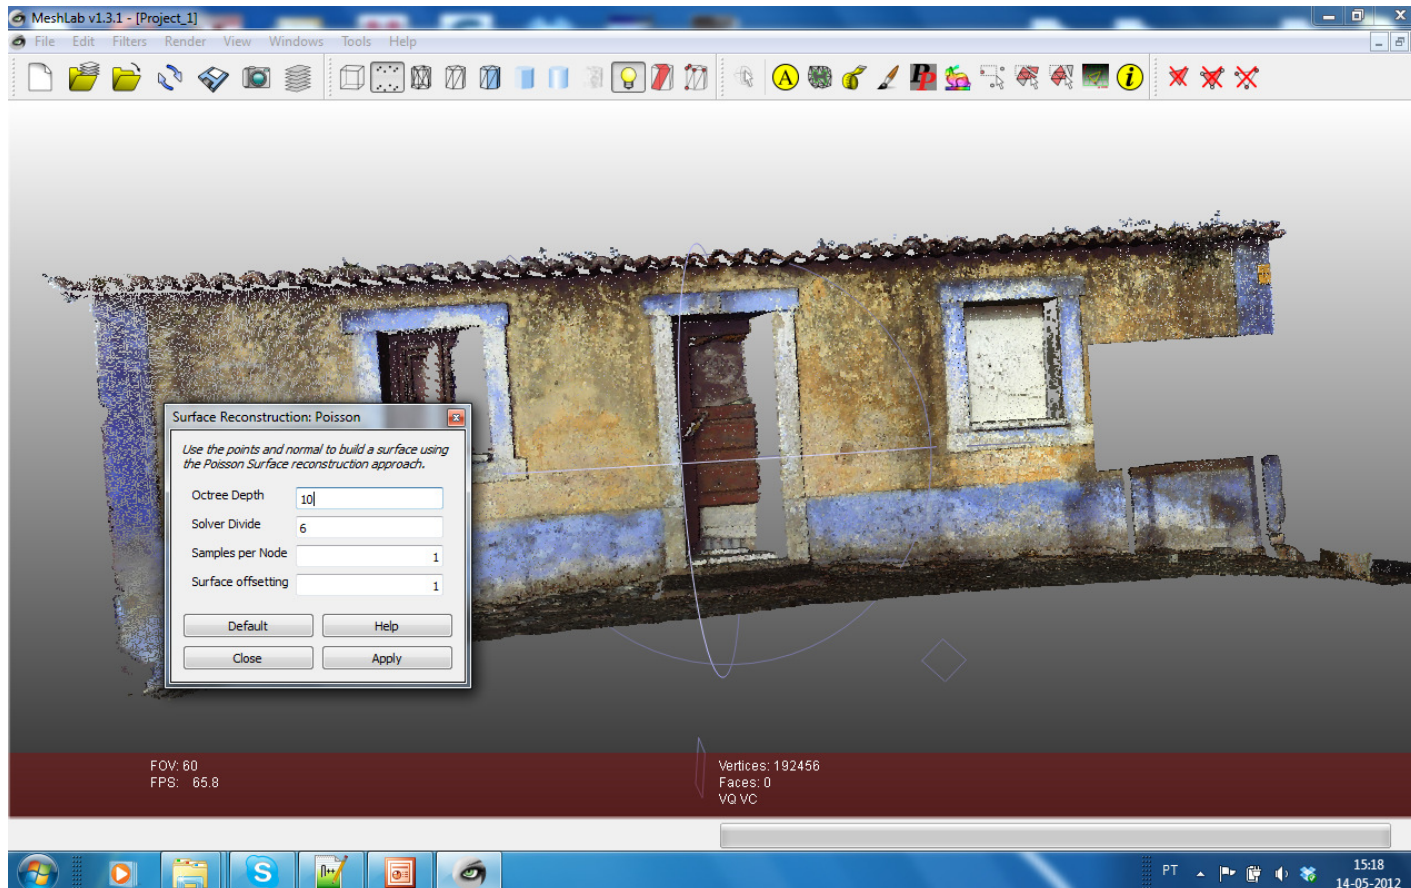 MeshLab v1.3.1 - [Project_1]
File Edit Filters Render View Windows Tools Help
A
Pp
i
Surface Reconstruction: Poisson
Use the points and normal to build a surface using
the Poisson Surface reconstruction approach.
Octree Depth 10
Solver Divide 6
Samples per Node 1
Surface offsetting 1
Default Help
Close Apply
FOV: 60
FPS: 65.8
Vertices: 192456
Faces: 0
VQ VC
S
PT
15:18
14-05-2012